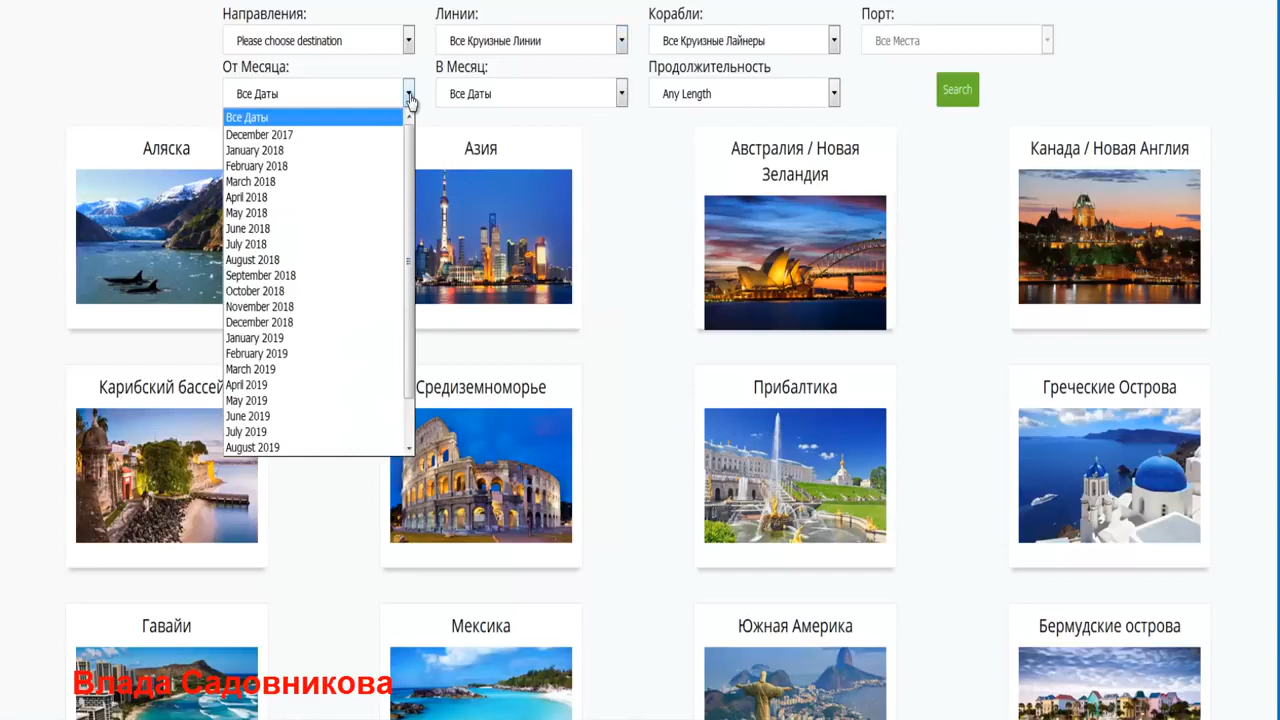 Направления:
Линии:
Корабли:
Порт:
Please choose destination
Все Круизные Линии
Все Круизные Лайнеры
Все Места
От Месяца:
В Месяц:
Продолжительность
Все Даты
Все Даты
Any Length
Search
Все Даты
December 2017
January 2018
February 2018
March 2018
April 2018
May 2018
June 2018
July 2018
August 2018
September 2018
October 2018
November 2018
December 2018
January 2019
February 2019
March 2019
April 2019
May 2019
June 2019
July 2019
August 2019
Аляска
Азия
Австралия / Новая
Зеландия
Канада / Новая Англия
Карибский бассей
Средиземноморье
Прибалтика
Греческие Острова
Гавайи
Мексика
Южная Америка
Бермудские острова
Влада Садовникова